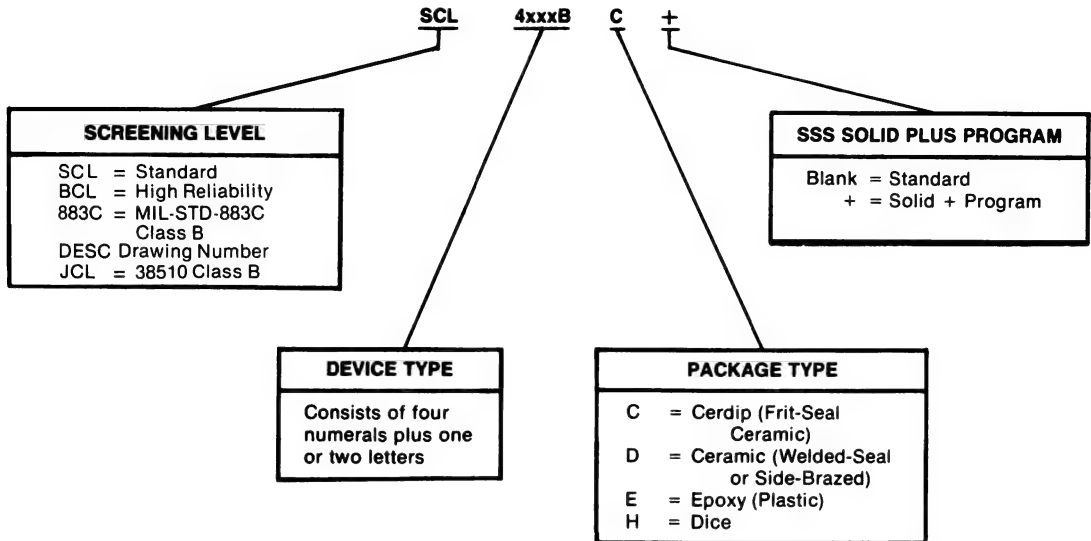 SCL 4xxxB C +
SCREENING LEVEL
SCL = Standard
BCL = High Reliability
883C = MIL-STD-883C
Class B
DESC Drawing Number
JCL = 38510 Class B
SSS SOLID PLUS PROGRAM
Blank = Standard
+ = Solid + Program
DEVICE TYPE
Consists of four
numerals plus one
or two letters
PACKAGE TYPE
C = Cerdip (Frit-Seal
Ceramic)
D = Ceramic (Welded-Seal
or Side-Brazed)
E = Epoxy (Plastic)
H = Dice